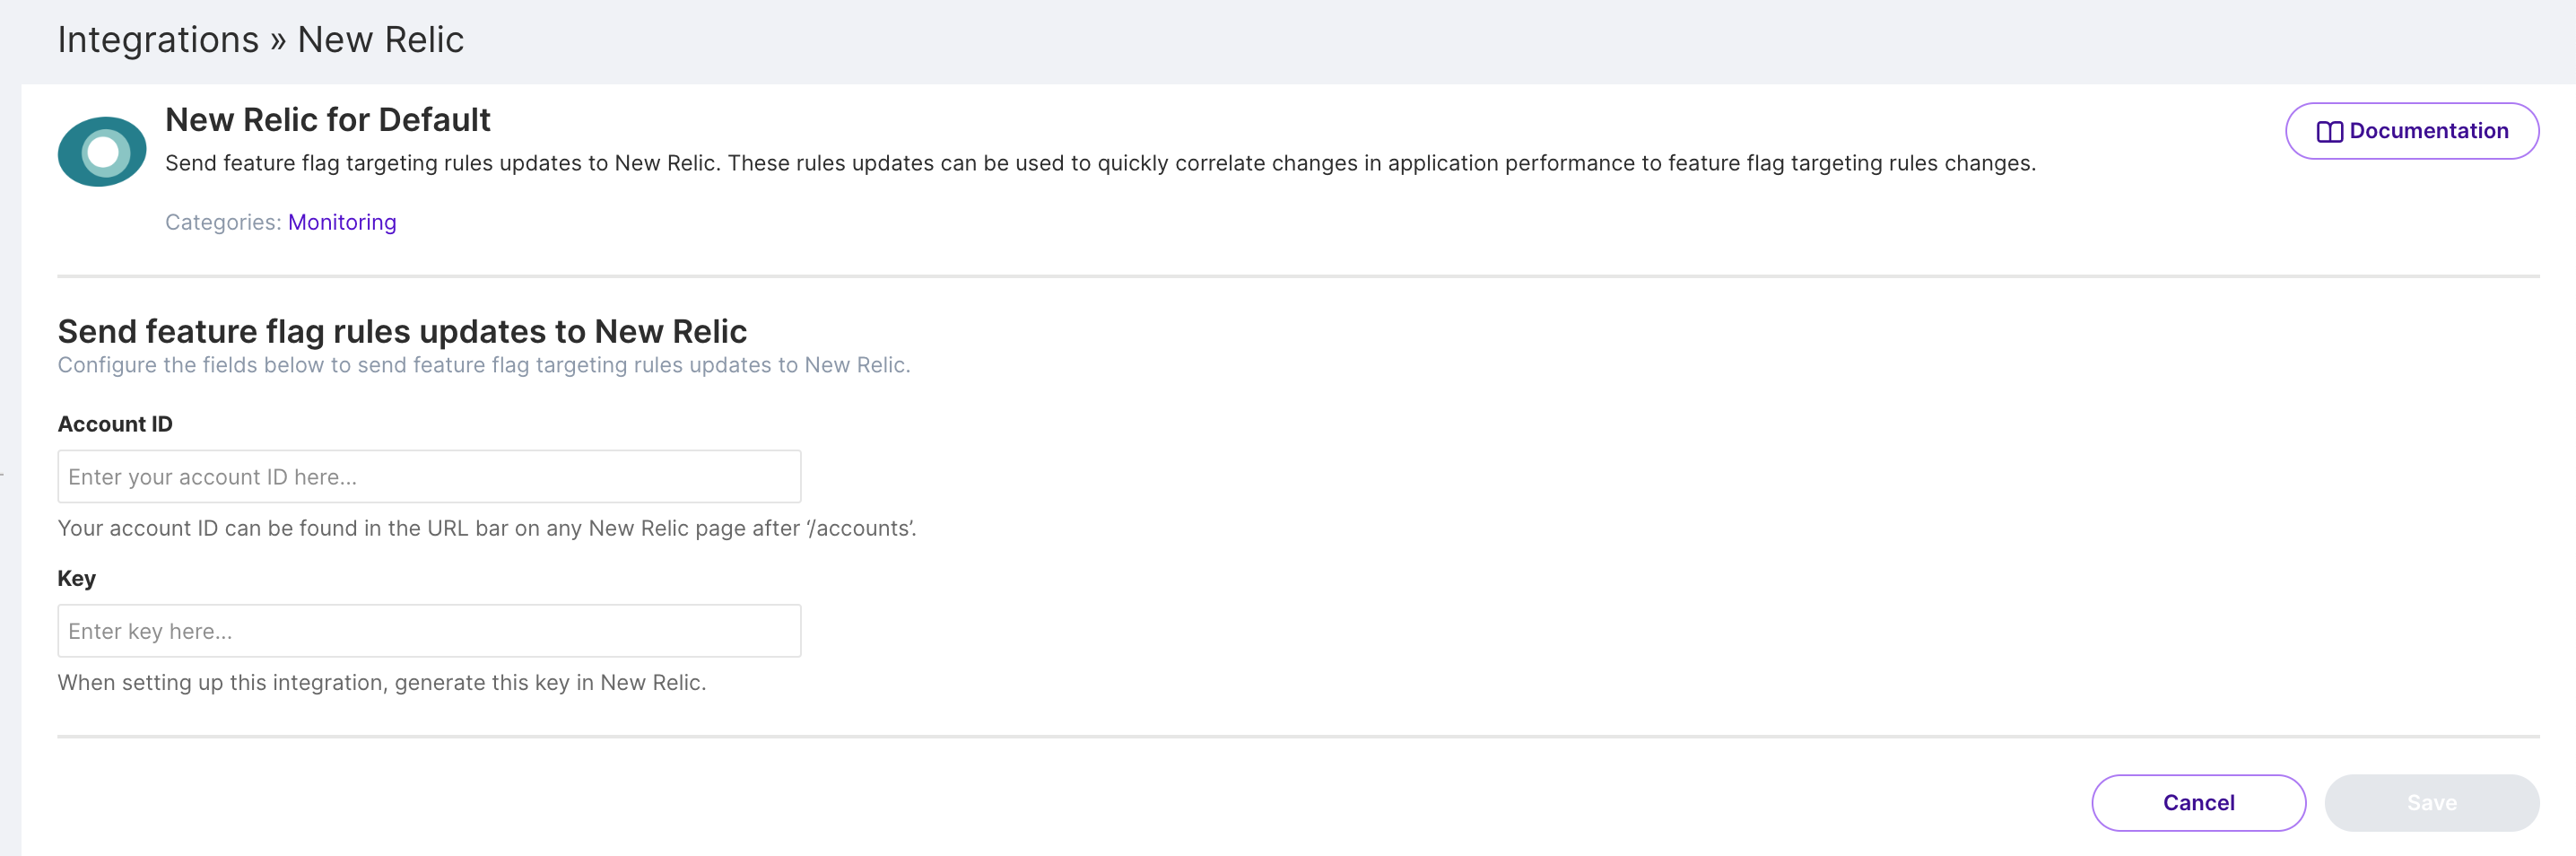 Integrations » New Relic
New Relic for Default
Documentation
Send feature flag targeting rules updates to New Relic. These rules updates can be used to quickly correlate changes in application performance to feature flag targeting rules changes.
Categories: Monitoring
Send feature flag rules updates to New Relic
Configure the fields below to send feature flag targeting rules updates to New Relic.
Account ID
Enter your account ID here...
Your account ID can be found in the URL bar on any New Relic page after ‘/accounts’.
Key
Enter key here...
When setting up this integration, generate this key in New Relic.
Cancel
Save